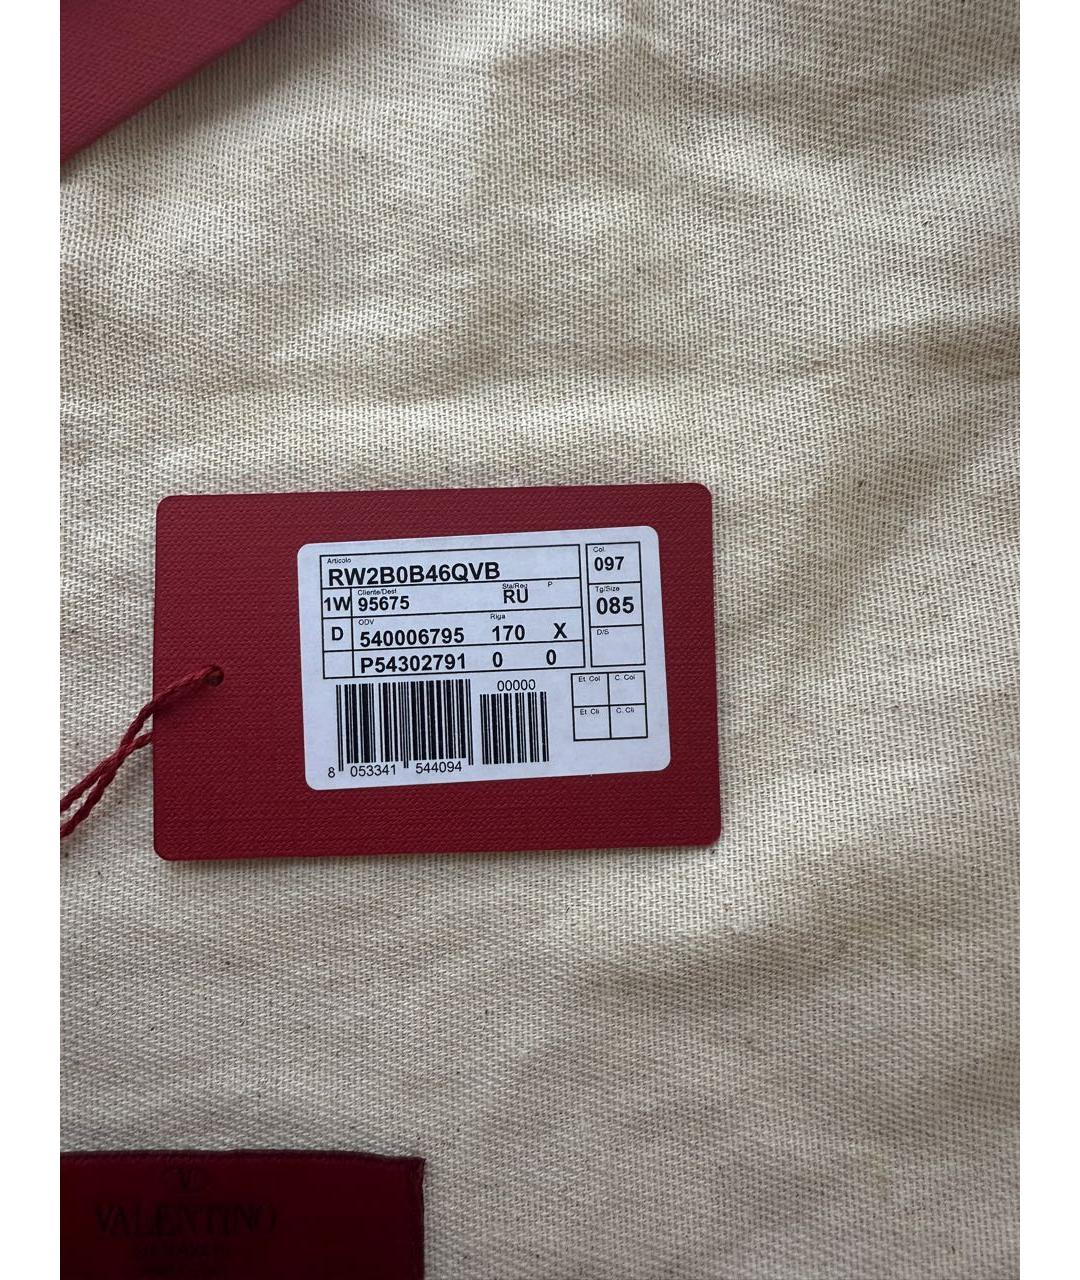 Articolo
RW2B0B46QVB
Col.
097
1W
Cliente/Dest
95675
Sta/Reg
RU
P
Tg/Size
085
D
ODV
540006795
Riga
170
X
D/S
P54302791
0
0
00000
Et. Col
C. Col
Et. Cli
C. Cli
8 053341 544094
VALENTINO